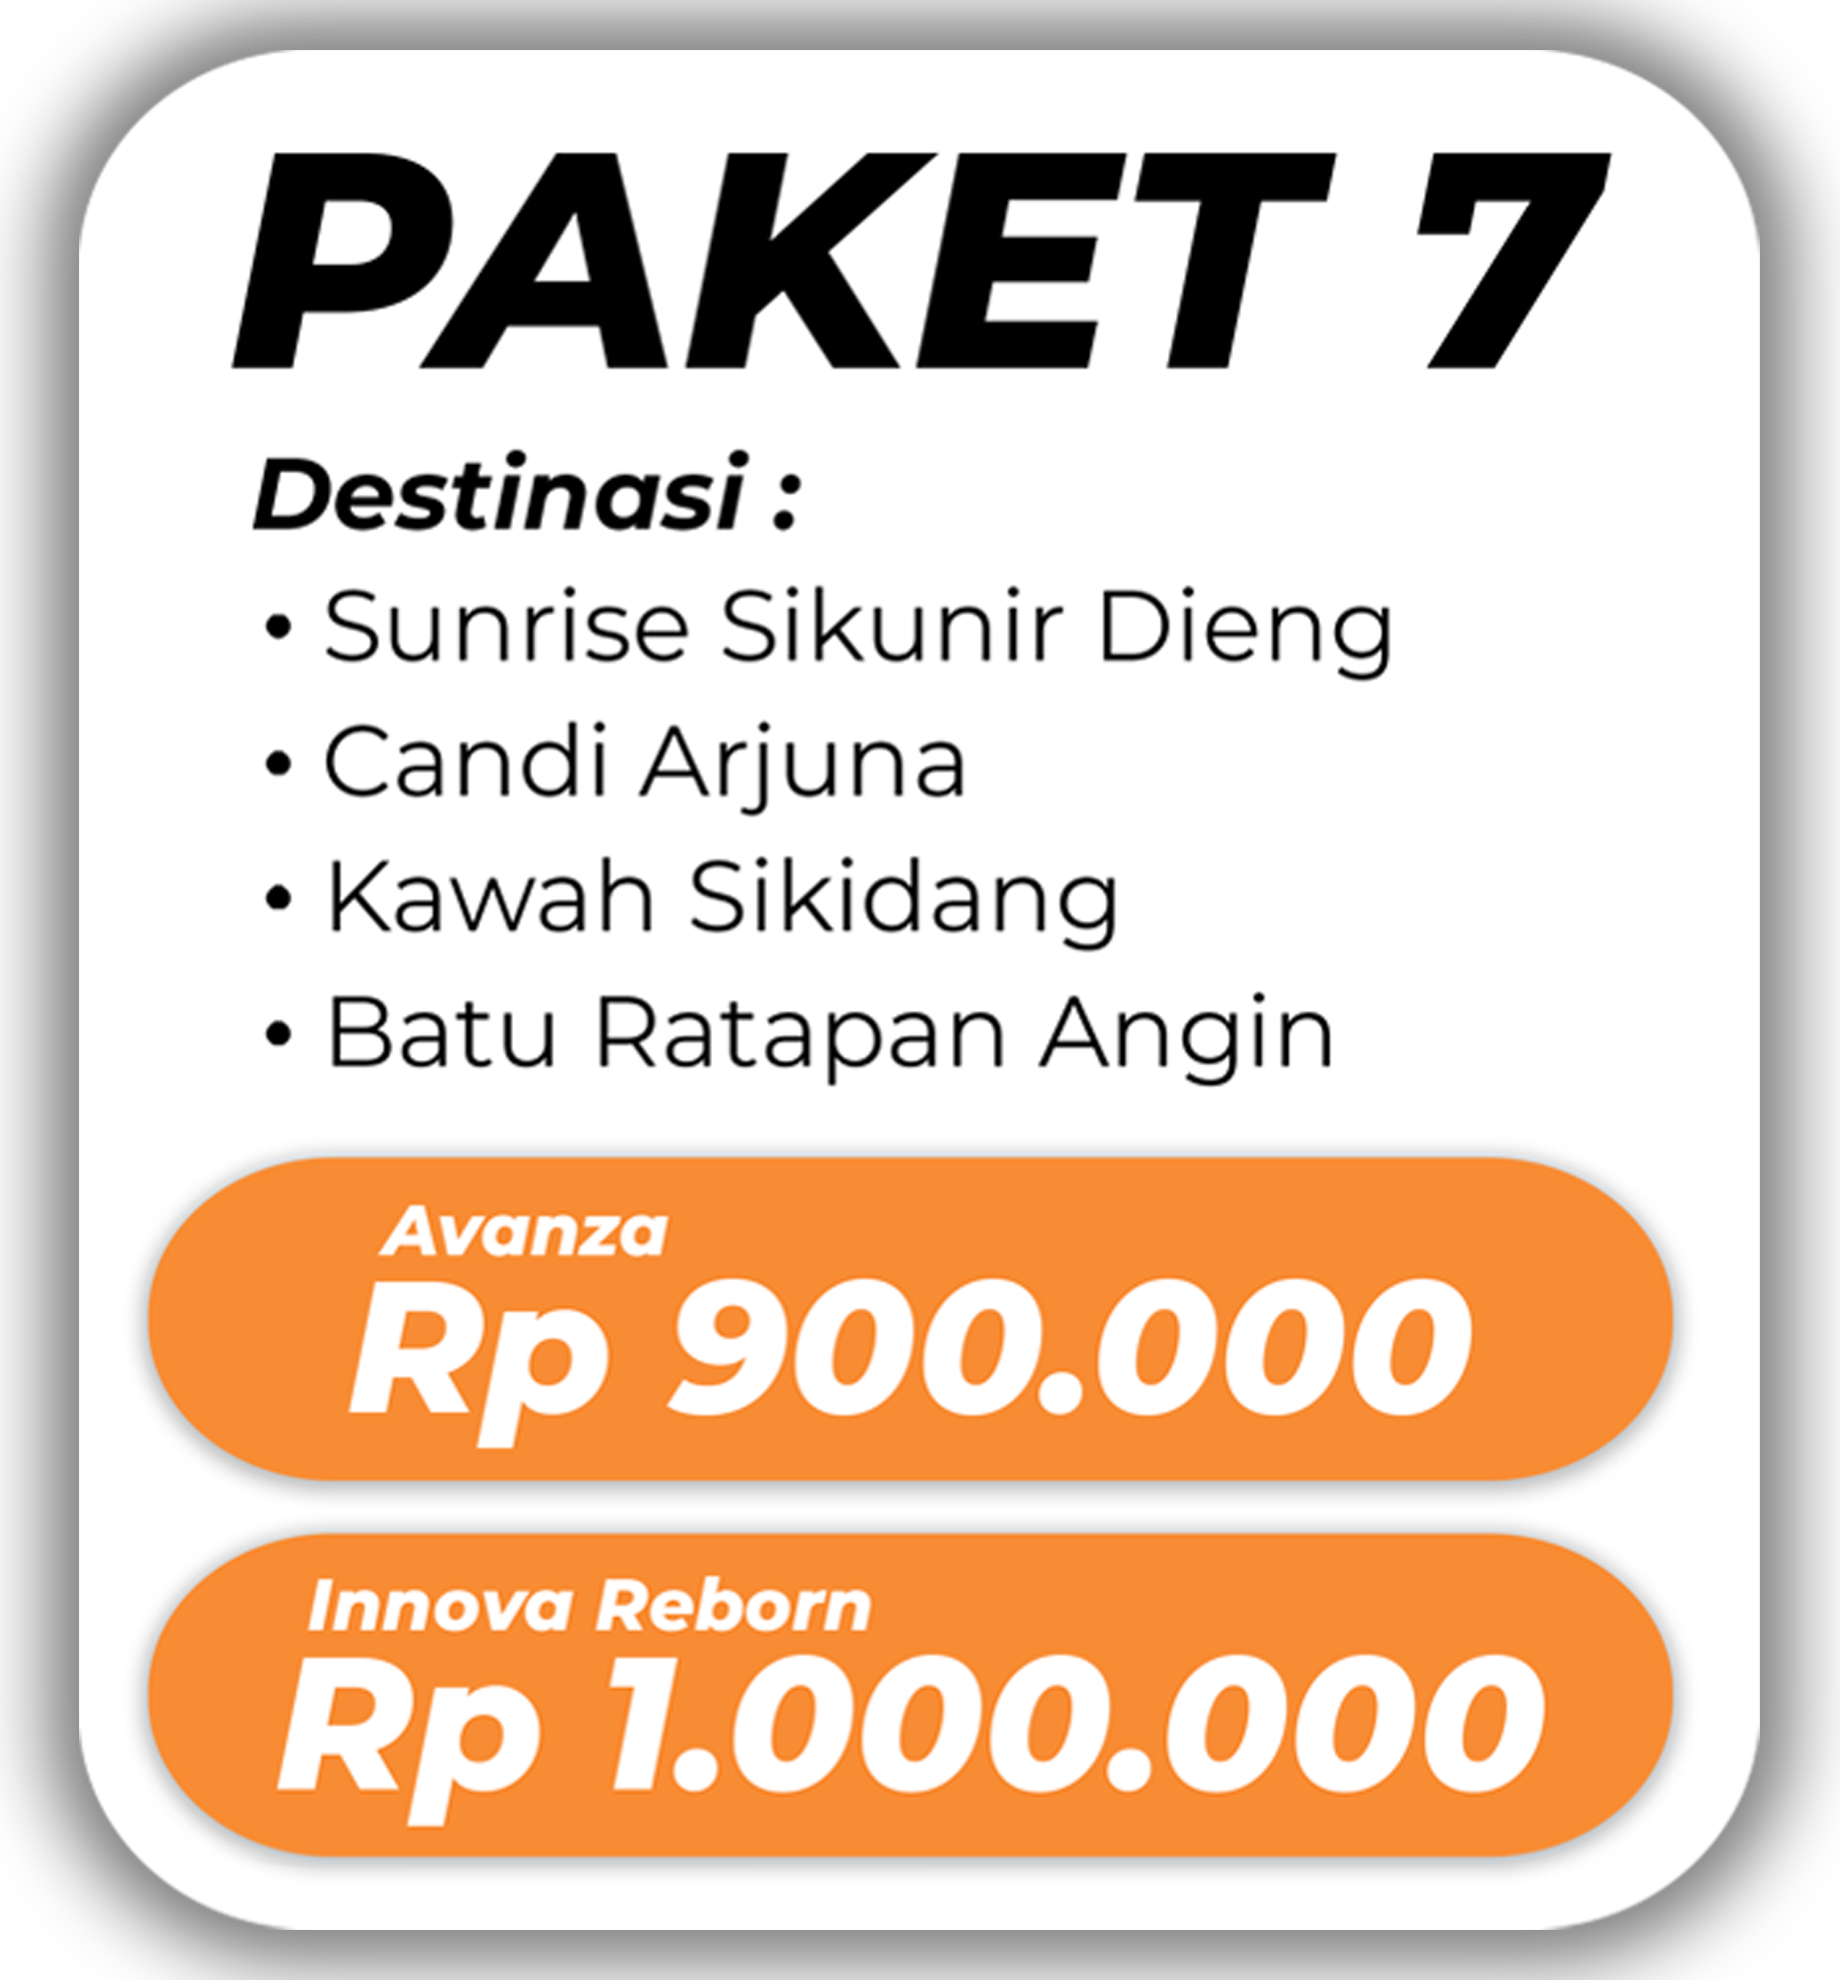 PAKET 7
Destinasi :
• Sunrise Sikunir Dieng
• Candi Arjuna
• Kawah Sikidang
• Batu Ratapan Angin
Avanza
Rp 900.000
Innova Reborn
Rp 1.000.000